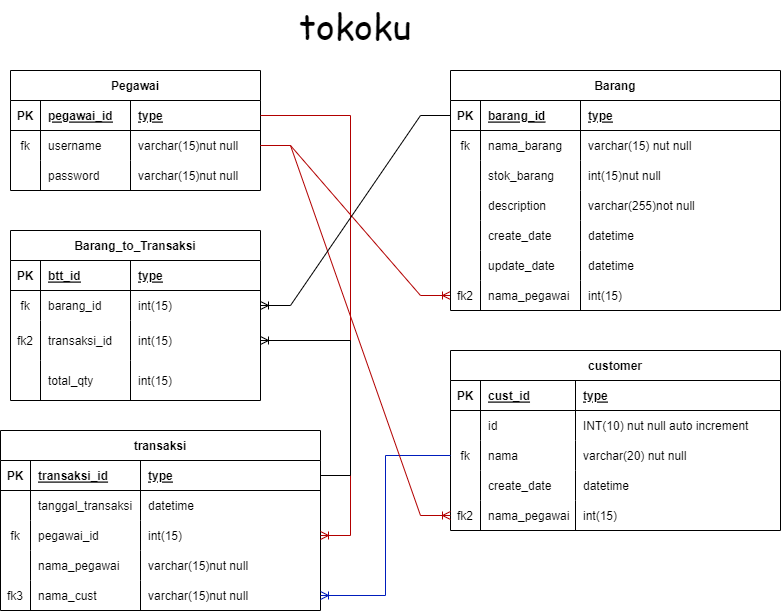 tokoku
Pegawai
PK pegawai_id type
fk username varchar(15)nut null
password varchar(15)nut null
Barang_to_Transaksi
PK btt_id type
fk barang_id int(15)
fk2 transaksi_id int(15)
total_qty int(15)
transaksi
PK transaksi_id type
tanggal_transaksi datetime
fk pegawai_id int(15)
nama_pegawai varchar(15)nut null
fk3 nama_cust varchar(15)nut null
Barang
PK barang_id type
fk nama_barang varchar(15) nut null
stok_barang int(15)nut null
description varchar(255)not null
create_date datetime
update_date datetime
fk2 nama_pegawai int(15)
customer
PK cust_id type
id INT(10) nut null auto increment
fk nama varchar(20) nut null
create_date datetime
fk2 nama_pegawai int(15)